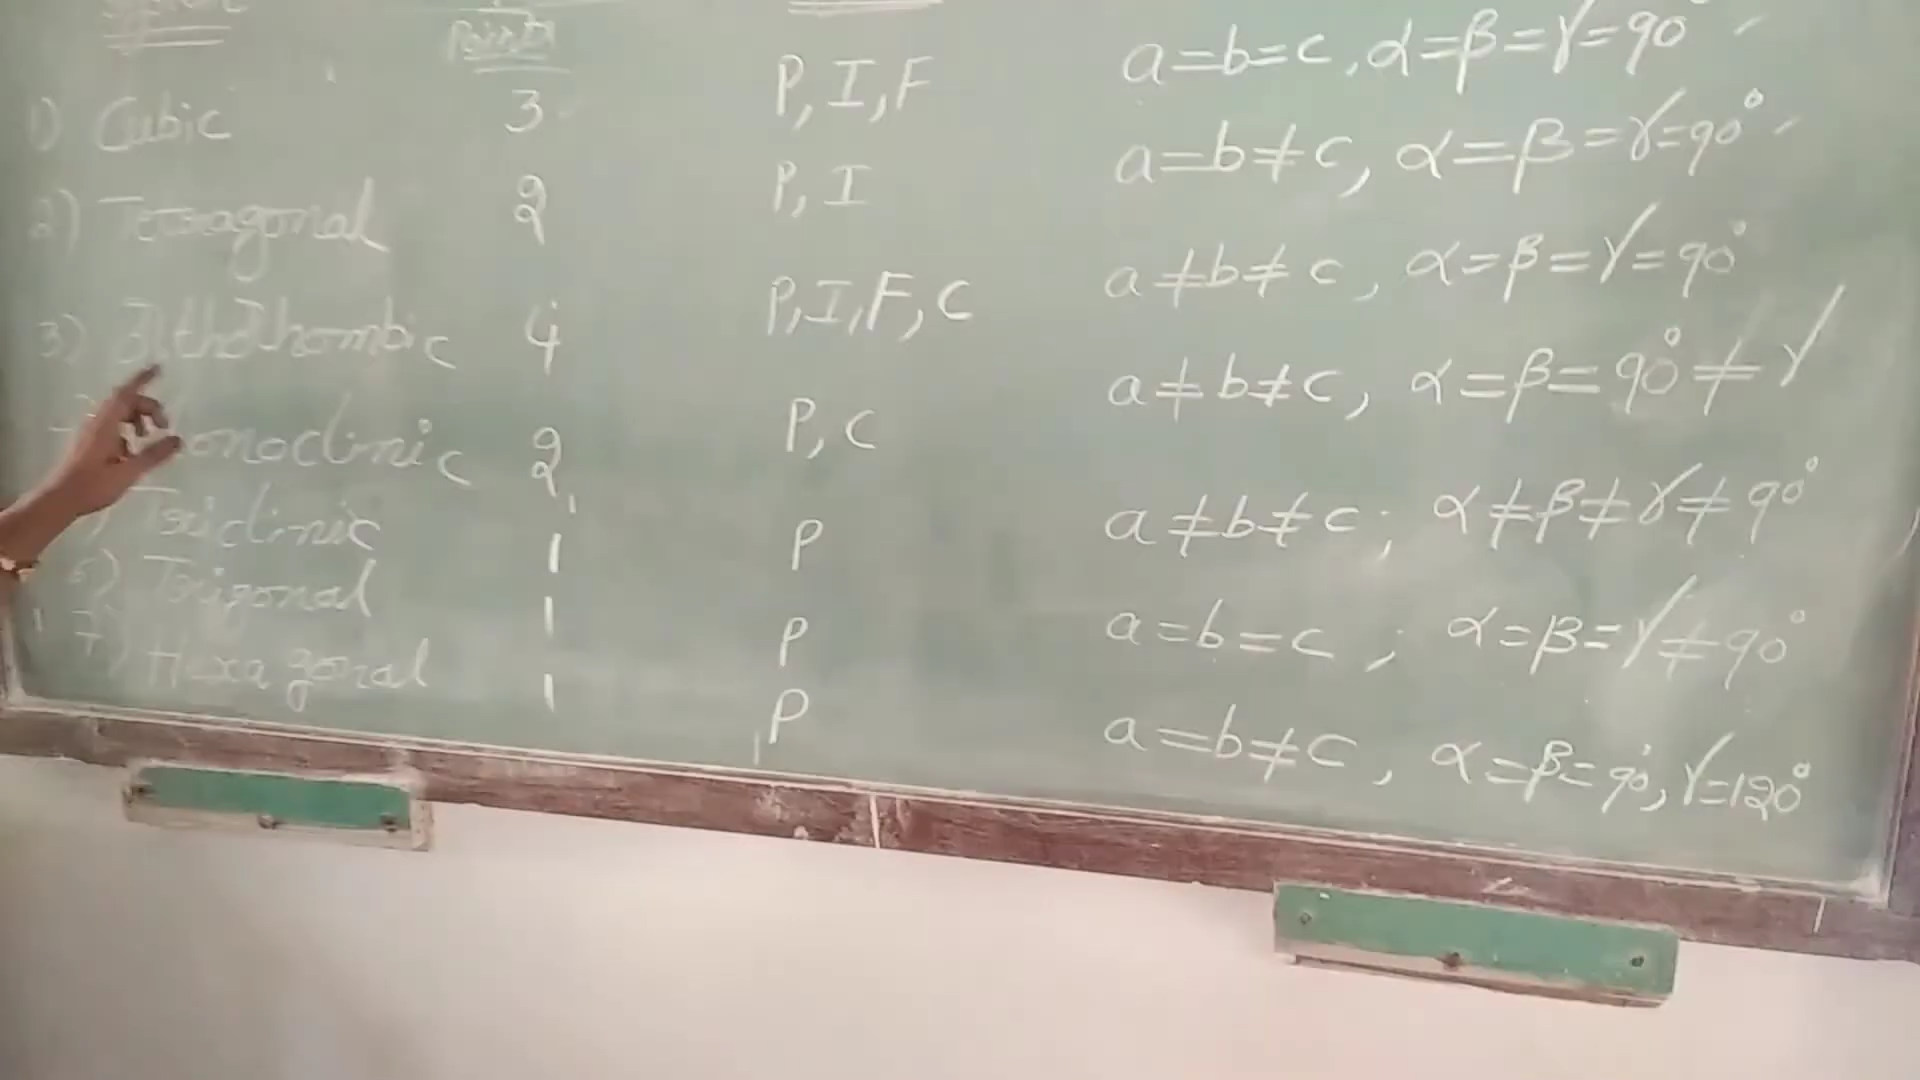 Points
1) Cubic 3 P, I, F a=b=c, α=β=γ=90°
2) Tetragonal 2 P, I a=b≠c, α=β=γ=90°
3) Orthorhombic 4 P, I, F, C a≠b≠c, α=β=γ=90°
onoclinic 2 P, C a≠b≠c, α=β=90°≠γ
) Triclinic 1 P a≠b≠c; α≠β≠γ≠90°
6) Trigonal 1 P a=b=c; α=β=γ≠90°
7) Hexagonal 1 P a=b≠c, α=β=90°, γ=120°